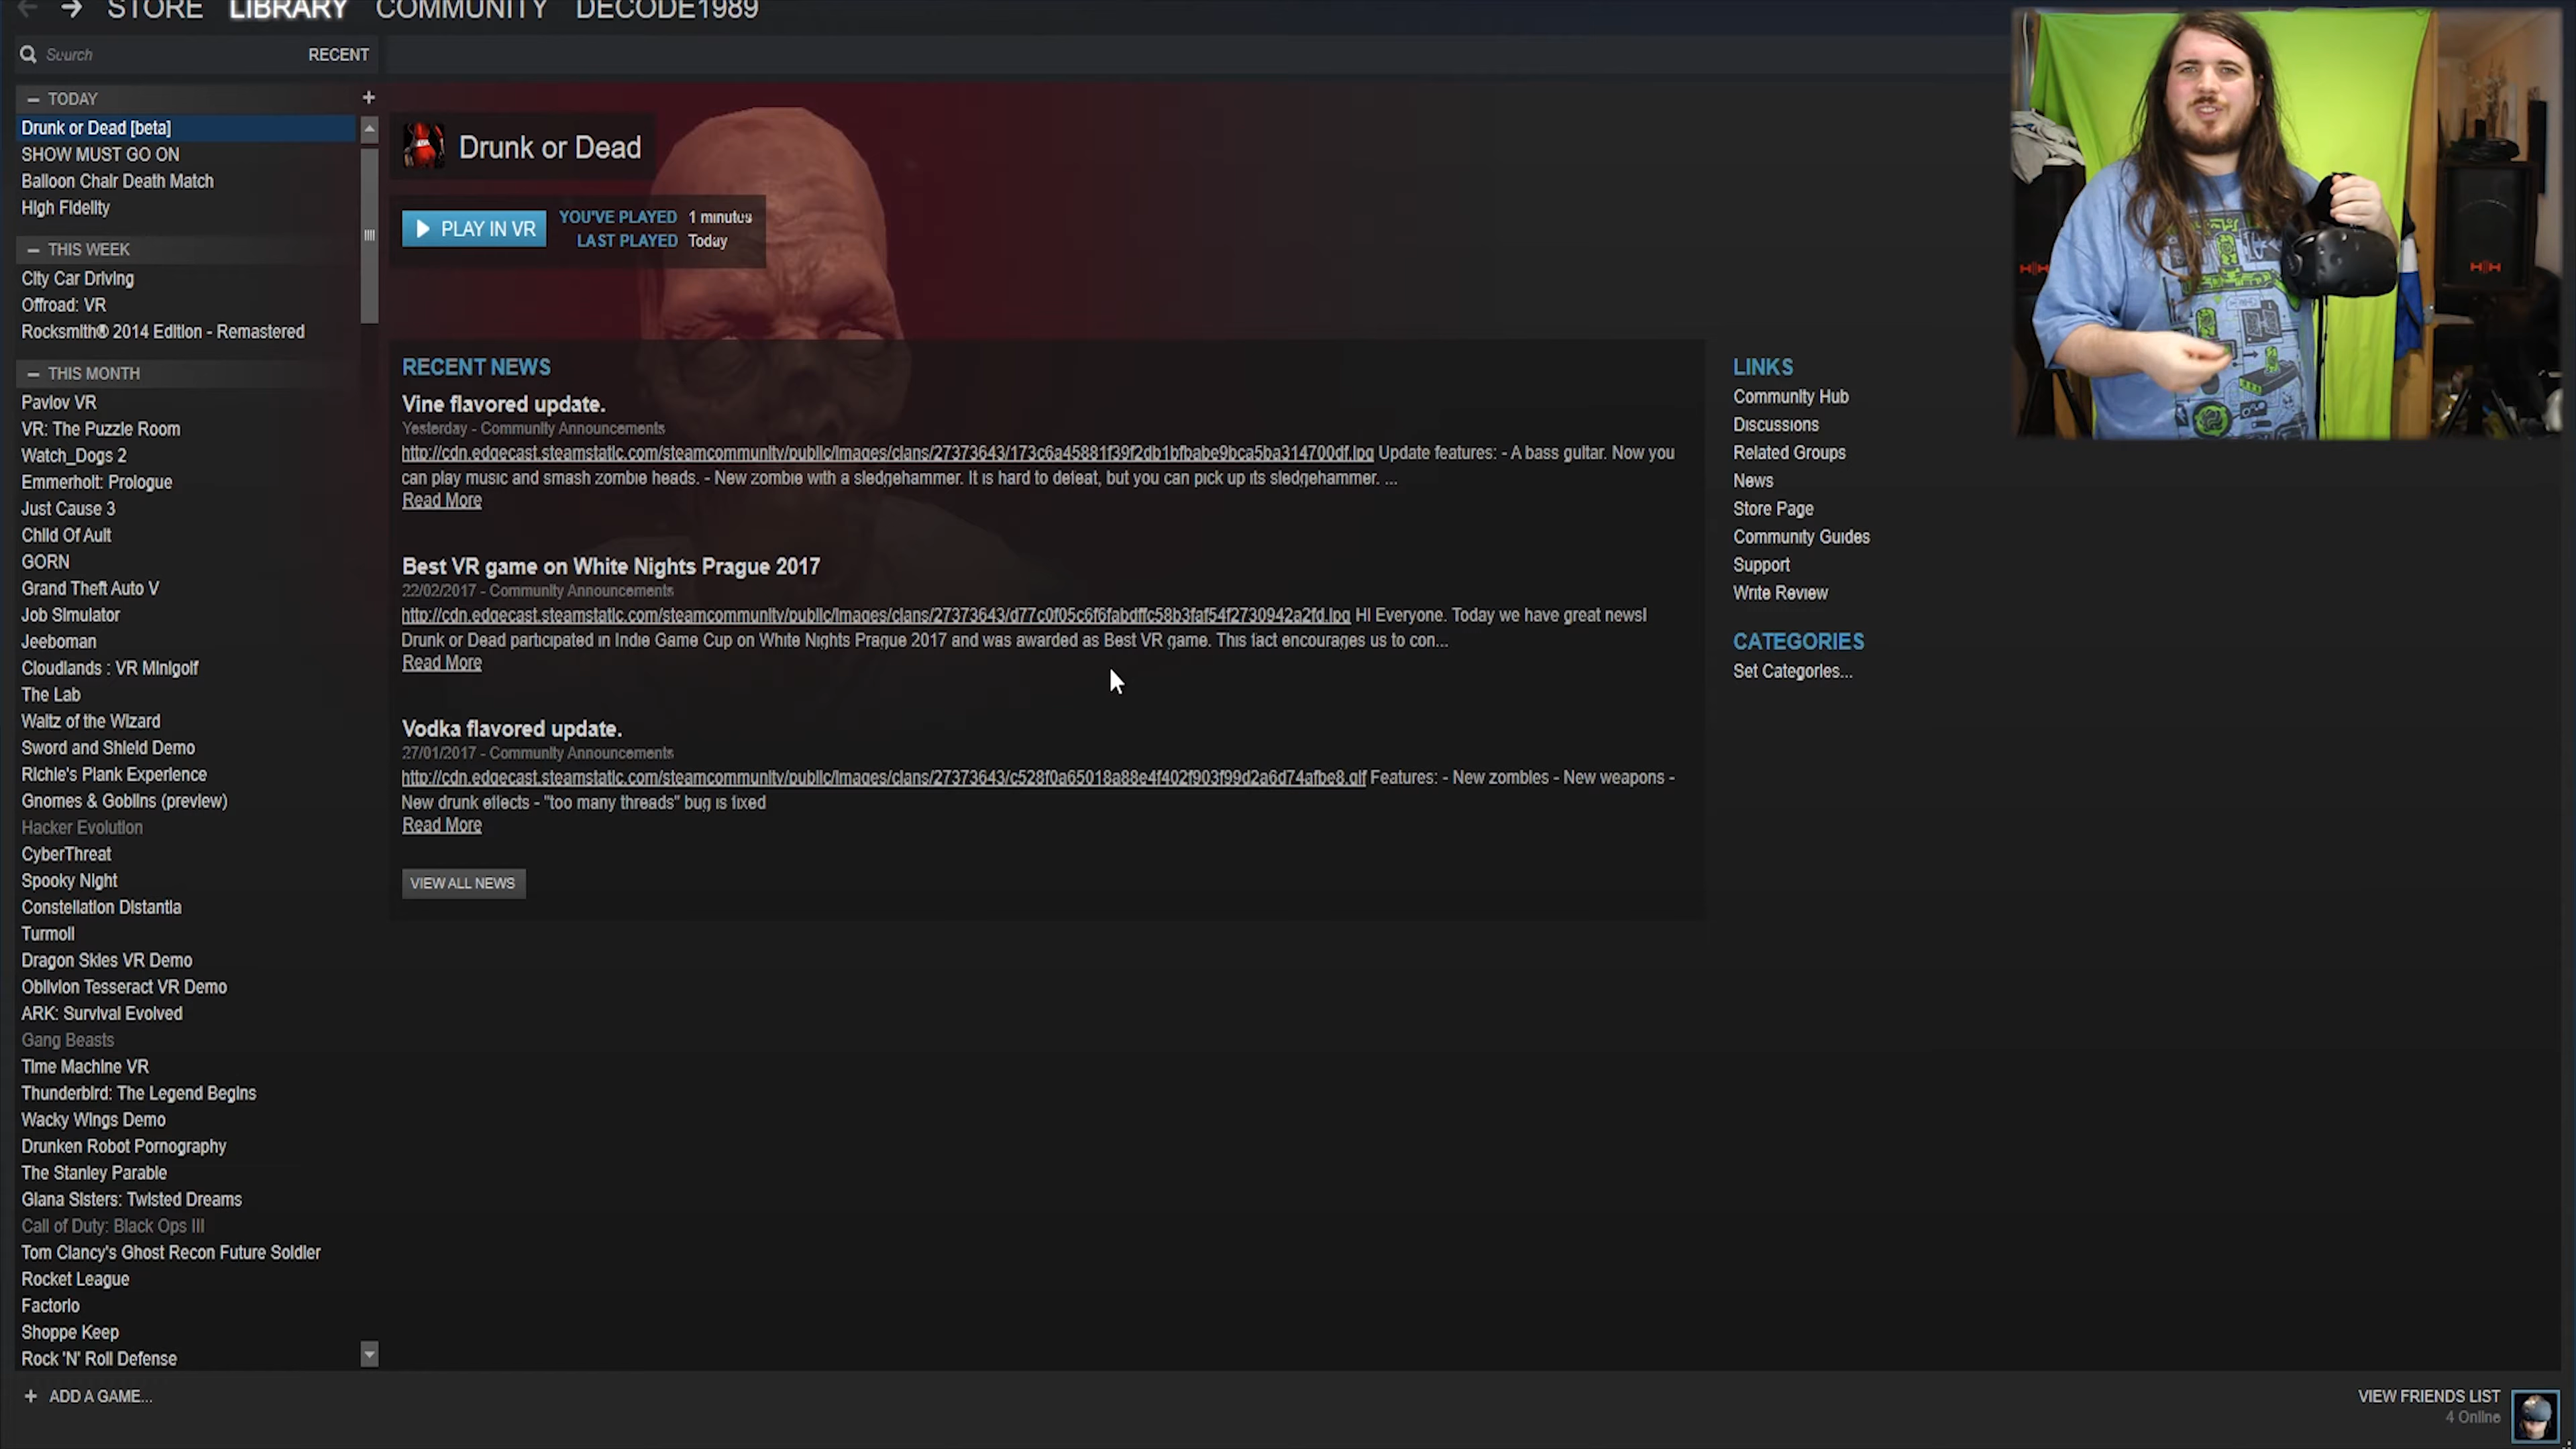 STORE LIBRARY COMMUNITY DECODE1989
Search RECENT
TODAY
Drunk or Dead [beta]
SHOW MUST GO ON
Balloon Chair Death Match
High Fidelity
THIS WEEK
City Car Driving
Offroad: VR
Rocksmith® 2014 Edition - Remastered
THIS MONTH
Pavlov VR
VR: The Puzzle Room
Watch_Dogs 2
Emmerholt: Prologue
Just Cause 3
Child Of Ault
GORN
Grand Theft Auto V
Job Simulator
Jeeboman
Cloudlands : VR Minigolf
The Lab
Waltz of the Wizard
Sword and Shield Demo
Richie's Plank Experience
Gnomes & Goblins (preview)
Hacker Evolution
CyberThreat
Spooky Night
Constellation Distantia
Turmoil
Dragon Skies VR Demo
Oblivion Tesseract VR Demo
ARK: Survival Evolved
Gang Beasts
Time Machine VR
Thunderbird: The Legend Begins
Wacky Wings Demo
Drunken Robot Pornography
The Stanley Parable
Giana Sisters: Twisted Dreams
Call of Duty: Black Ops III
Tom Clancy's Ghost Recon Future Soldier
Rocket League
Factorio
Shoppe Keep
Rock 'N' Roll Defense
ADD A GAME...
Drunk or Dead
PLAY IN VR
YOU'VE PLAYED 1 minutes
LAST PLAYED Today
RECENT NEWS
Vine flavored update.
Yesterday - Community Announcements
http://cdn.edgecast.steamstatic.com/steamcommunity/public/images/clans/27373643/173c6a45881f39f2db1bfbabe9bca5ba314700df.jpg Update features: - A bass guitar. Now you
can play music and smash zombie heads. - New zombie with a sledgehammer. It is hard to defeat, but you can pick up its sledgehammer. ...
Read More
Best VR game on White Nights Prague 2017
22/02/2017 - Community Announcements
http://cdn.edgecast.steamstatic.com/steamcommunity/public/images/clans/27373643/d77c0f05c6f6fabdffc58b3faf54f2730942a2fd.jpg Hi Everyone. Today we have great news!
Drunk or Dead participated in Indie Game Cup on White Nights Prague 2017 and was awarded as Best VR game. This fact encourages us to con...
Read More
Vodka flavored update.
27/01/2017 - Community Announcements
http://cdn.edgecast.steamstatic.com/steamcommunity/public/images/clans/27373643/c528f0a65018a88e4f402f903f99d2a6d74afbe8.gif Features: - New zombies - New weapons -
New drunk effects - "too many threads" bug is fixed
Read More
VIEW ALL NEWS
LINKS
Community Hub
Discussions
Related Groups
News
Store Page
Community Guides
Support
Write Review
CATEGORIES
Set Categories...
VIEW FRIENDS LIST
4 Online